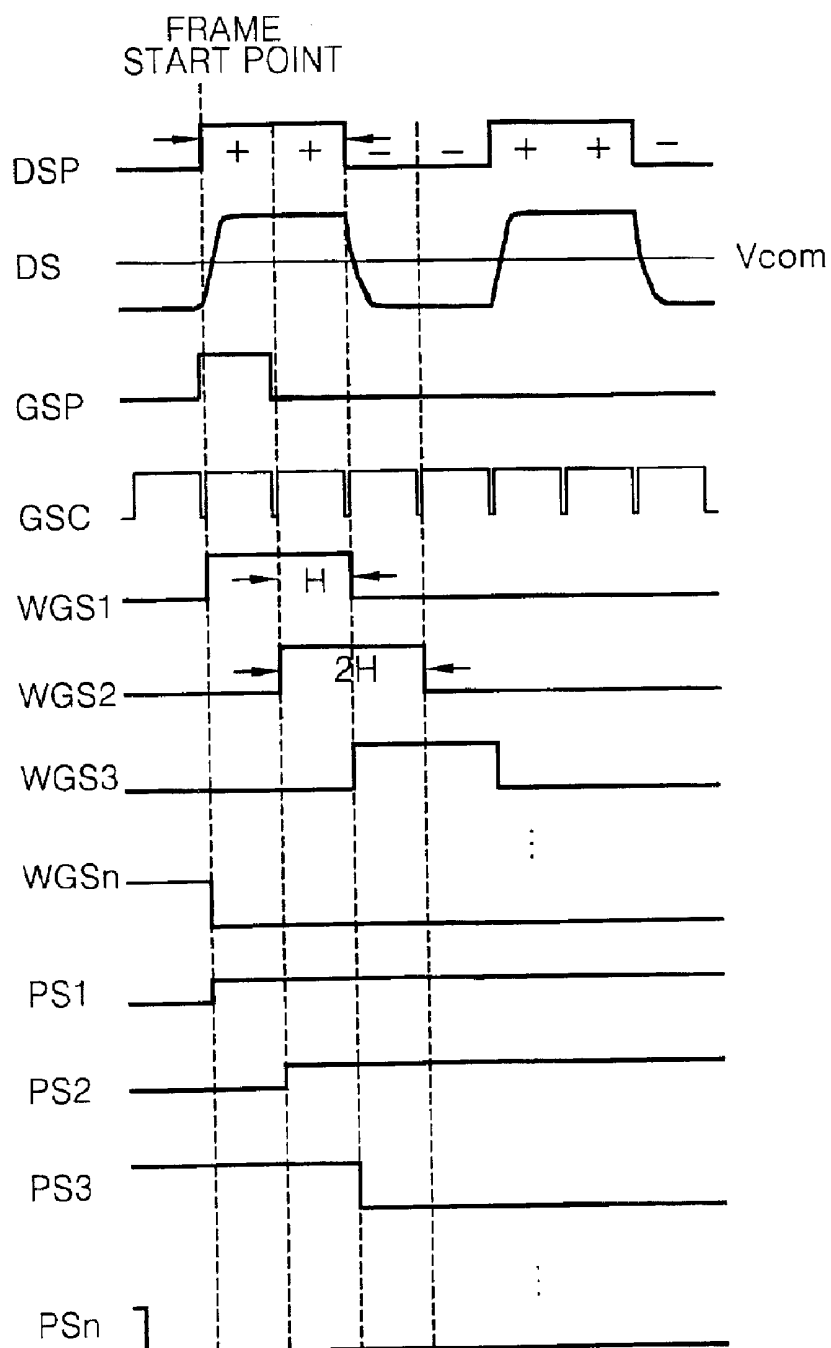 FRAME
START POINT
DSP + + − − + + −
DS Vcom
GSP
GSC
WGS1 H
WGS2 2H
WGS3
WGSn
PS1
PS2
PS3
PSn